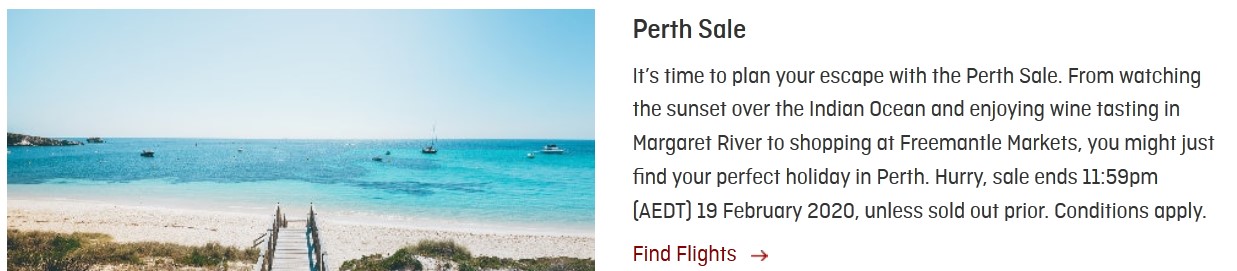 Perth Sale
It's time to plan your escape with the Perth Sale. From watching
the sunset over the Indian Ocean and enjoying wine tasting in
Margaret River to shopping at Freemantle Markets, you might just
find your perfect holiday in Perth. Hurry, sale ends 11:59pm
(AEDT) 19 February 2020, unless sold out prior. Conditions apply.
Find Flights →